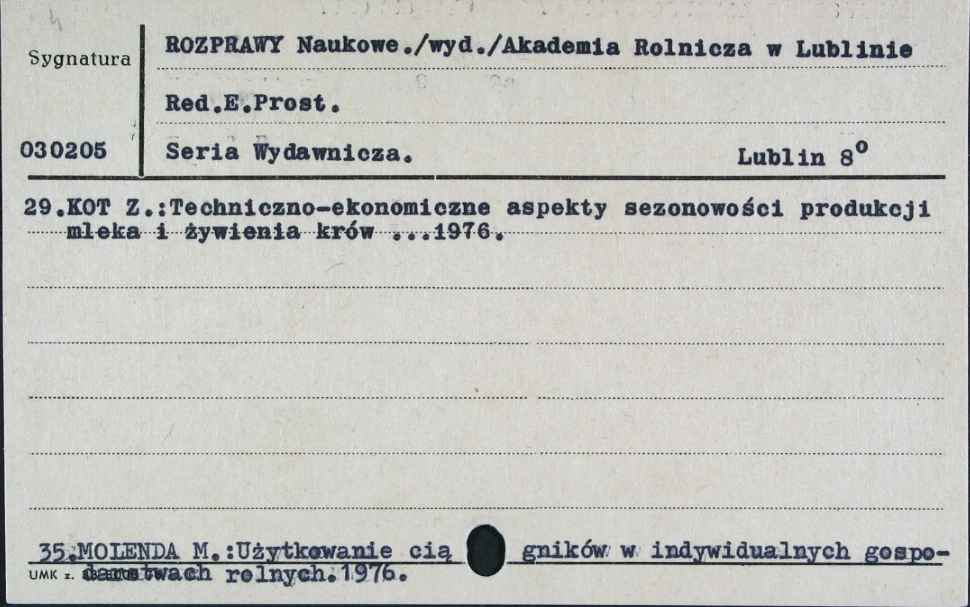 Sygnatura
ROZPRAWY Naukowe./wyd./Akademia Rolnicza w Lublinie
Red.E.Prost.
030205
Seria Wydawnicza. Lublin 8o
29.KOT Z.:Techniczno-ekonomiczne aspekty sezonowości produkcji
mleka i żywienia krów ...1976.
35.MOLENDA M.:Użytkowanie cią gników w indywidualnych gospo-
darstwach rolnych.1976.
UMK z.